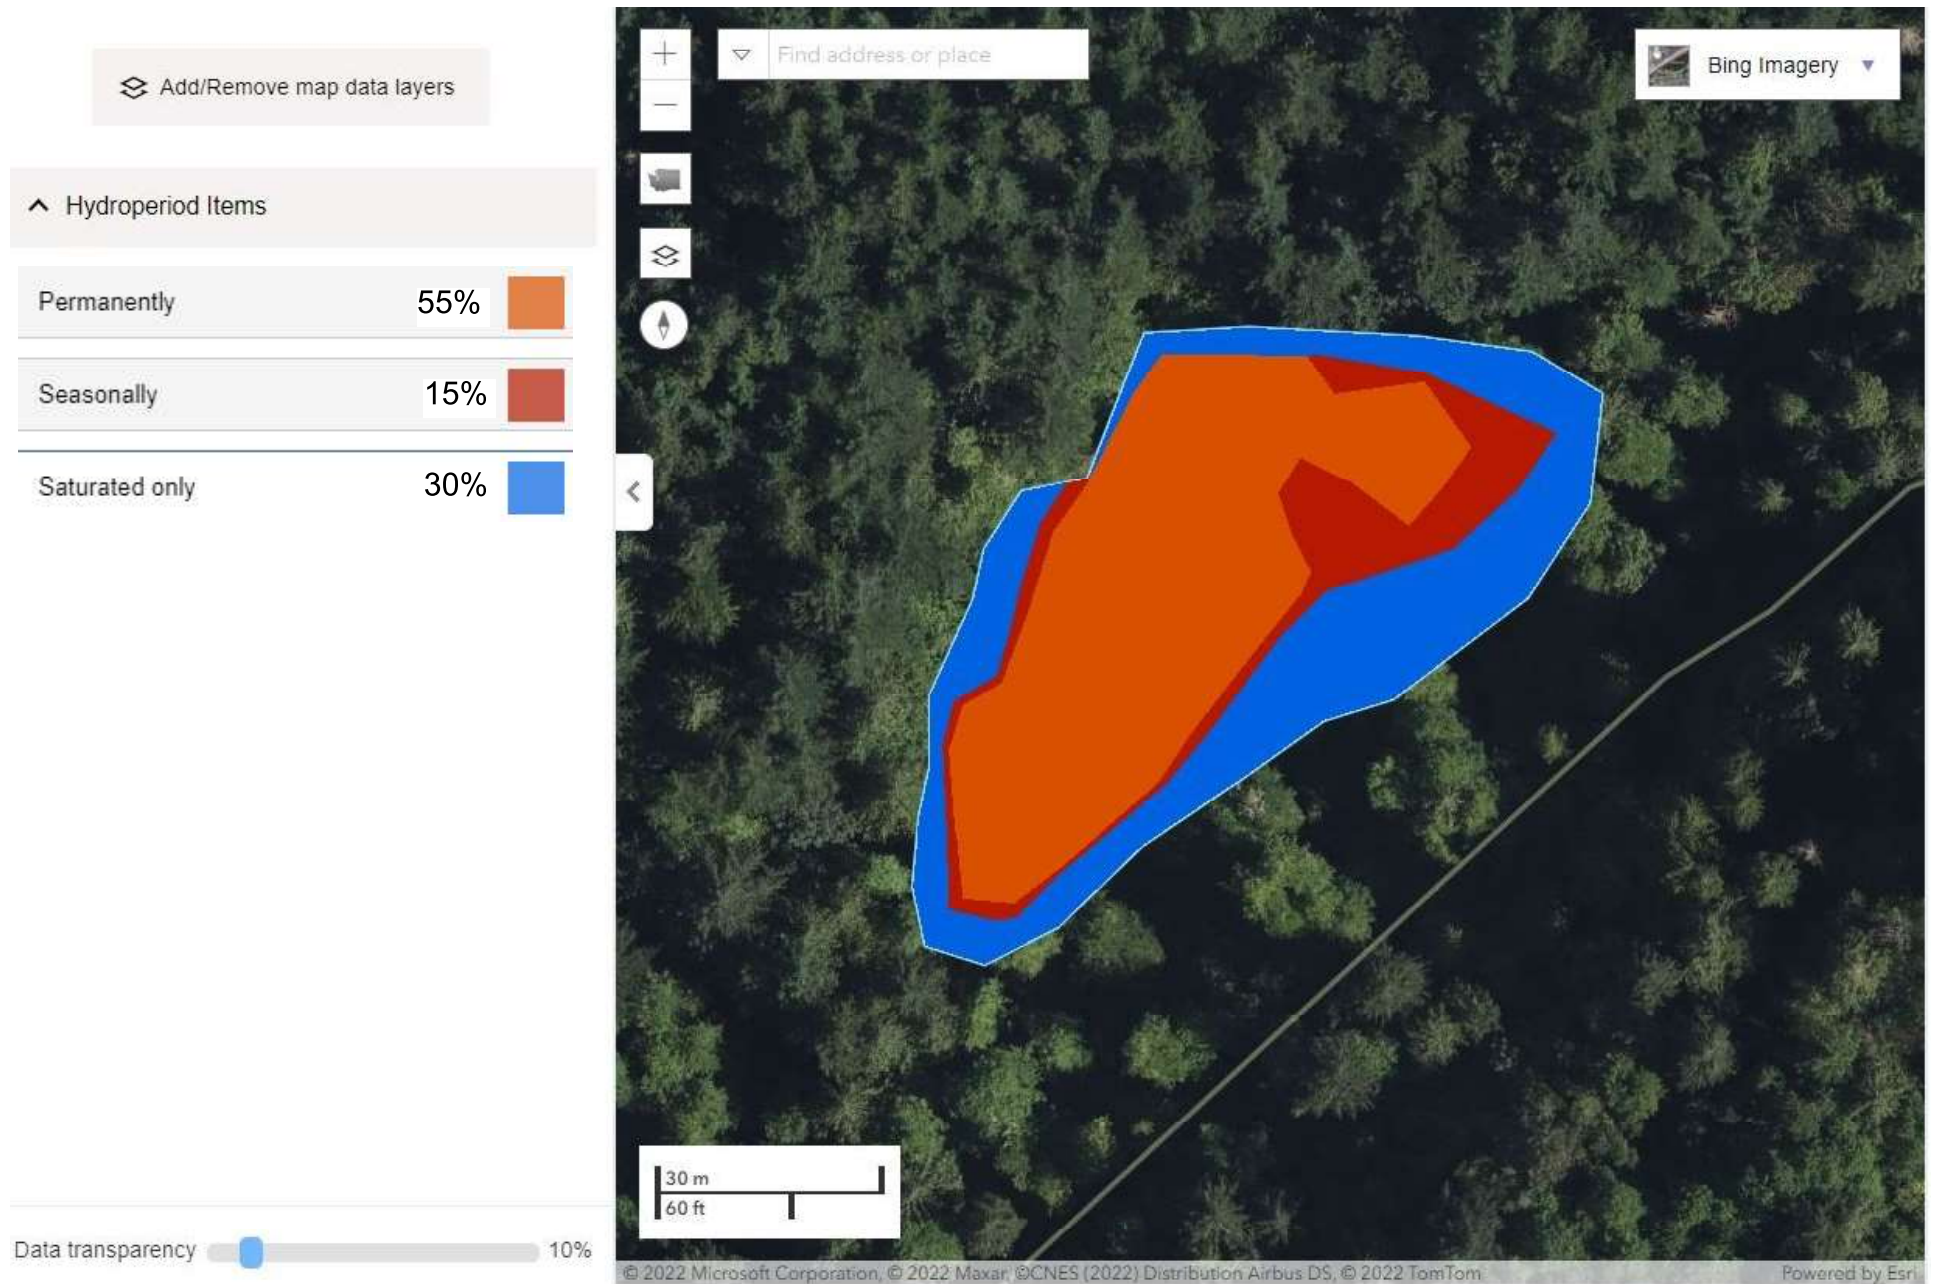 Add/Remove map data layers
Hydroperiod Items
Permanently 55%
Seasonally 15%
Saturated only 30%
Data transparency 10%
Find address or place
Bing Imagery
30 m
60 ft
© 2022 Microsoft Corporation, © 2022 Maxar, ©CNES (2022) Distribution Airbus DS, © 2022 TomTom Powered by Esri